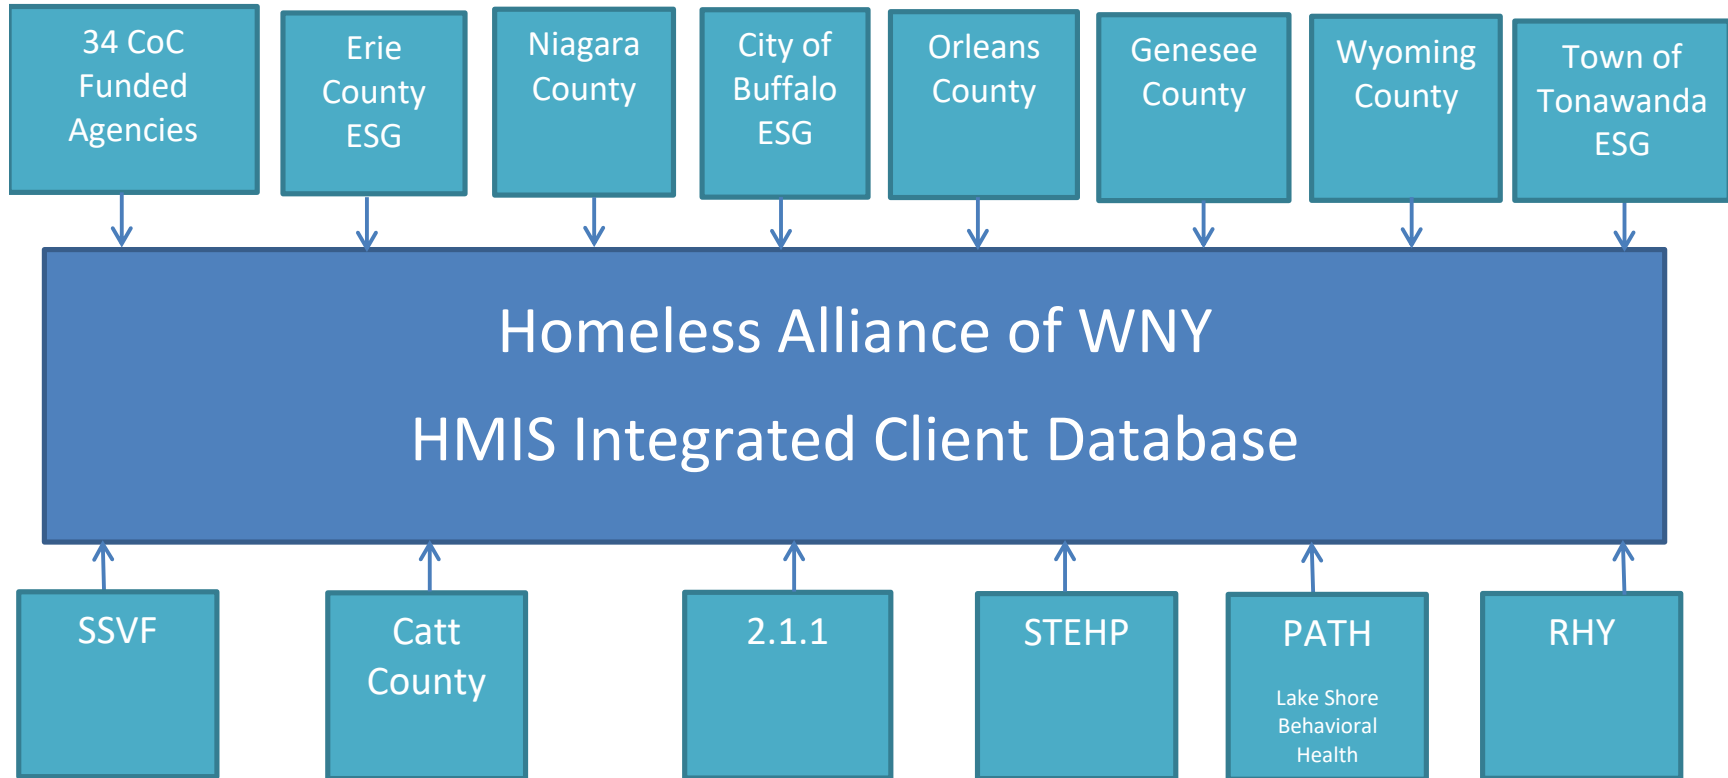 34 CoC
Funded
Agencies
Erie
County
ESG
Niagara
County
City of
Buffalo
ESG
Orleans
County
Genesee
County
Wyoming
County
Town of
Tonawanda
ESG
Homeless Alliance of WNY
HMIS Integrated Client Database
SSVF
Catt
County
2.1.1
STEHP
PATH
Lake Shore
Behavioral
Health
RHY